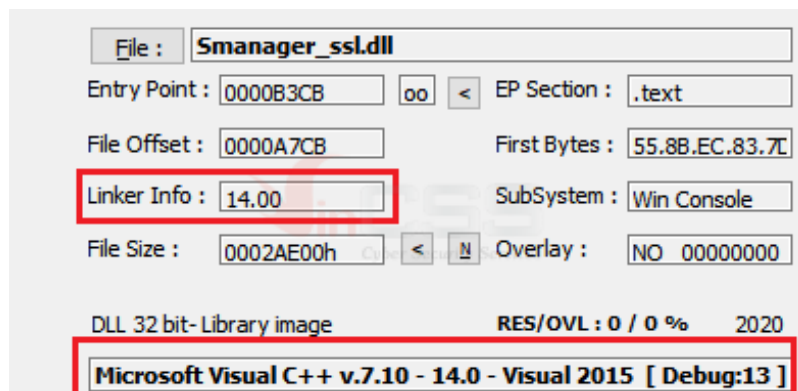 File : Smanager_ssl.dll
Entry Point : 0000B3CB oo < EP Section : .text
File Offset : 0000A7CB First Bytes : 55.8B.EC.83.7D
Linker Info : 14.00 SubSystem : Win Console
File Size : 0002AE00h < N Overlay : NO 00000000
DLL 32 bit- Library image RES/OVL : 0 / 0 % 2020
Microsoft Visual C++ v.7.10 - 14.0 - Visual 2015 [ Debug:13 ]